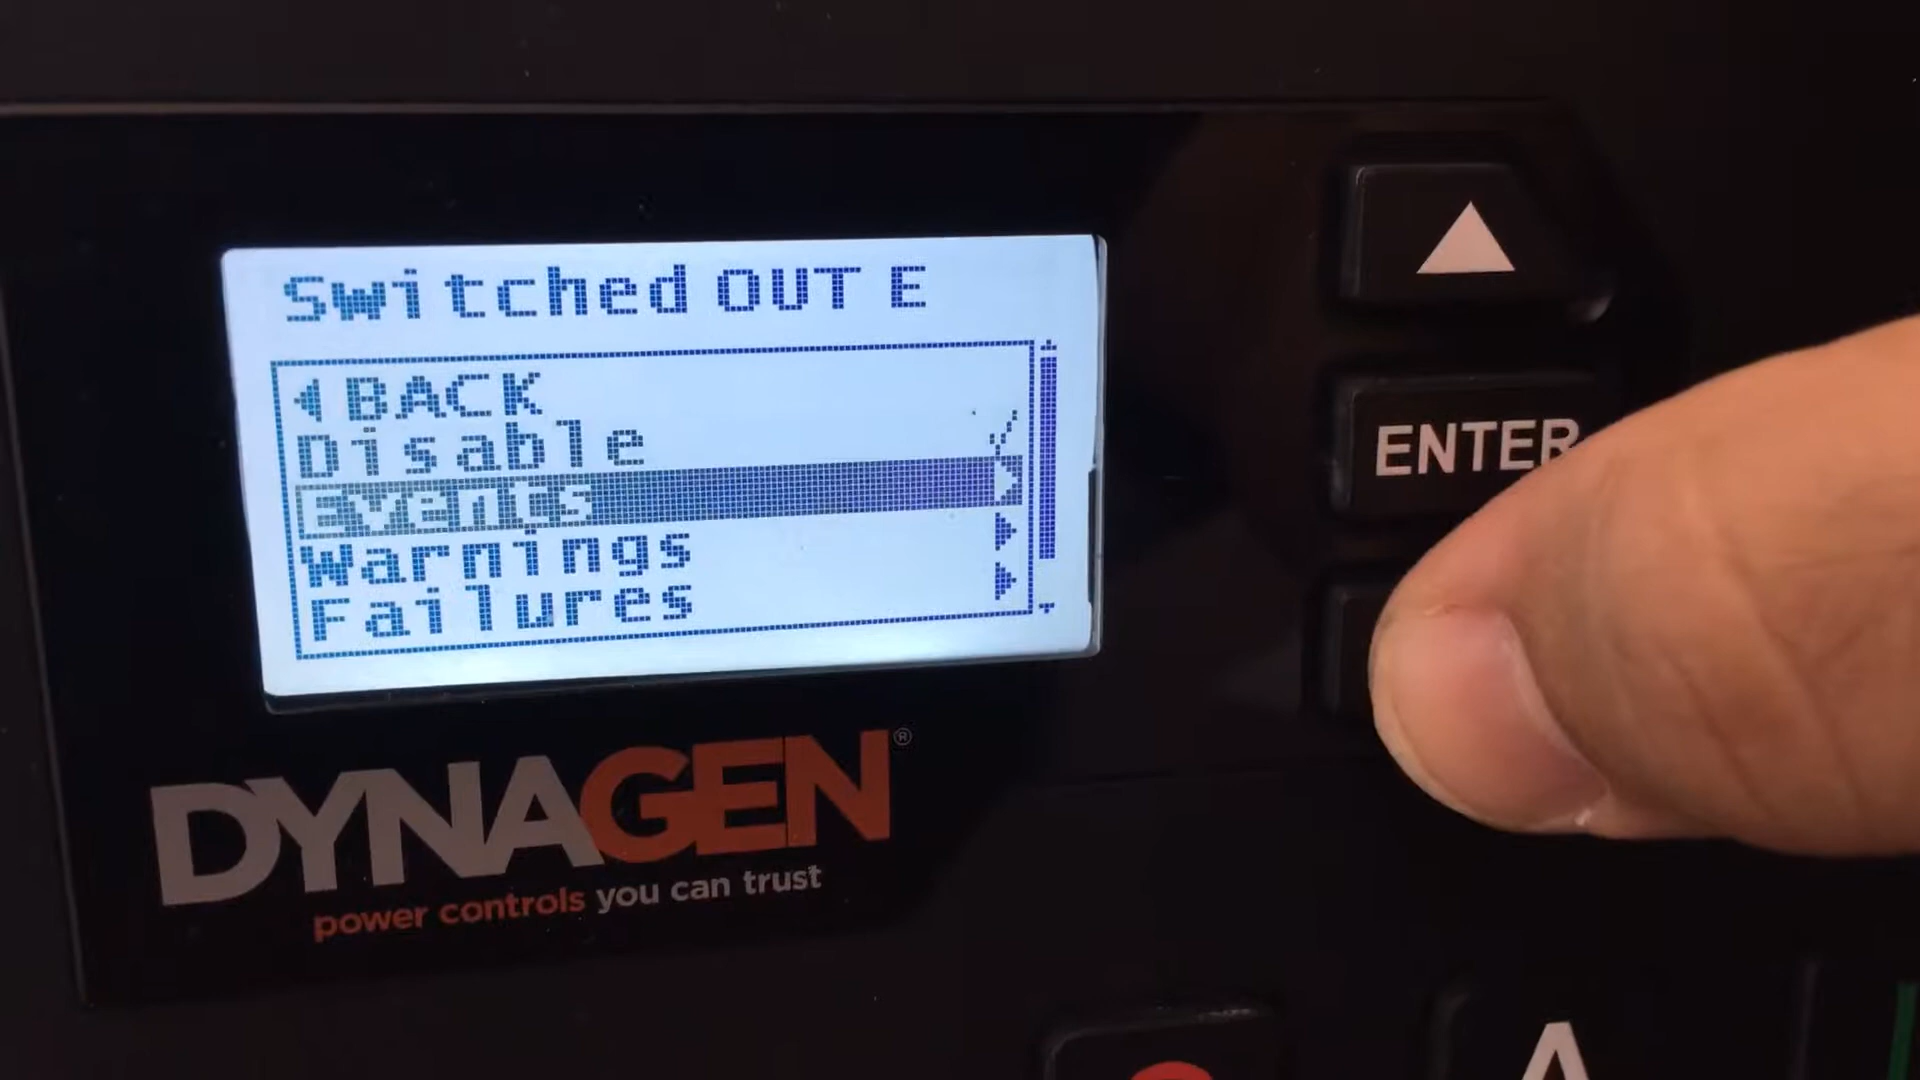 Switched OUT E
BACK
Disable
Events
Warnings
Failures
ENTER
DYNAGEN®
power controls you can trust
A